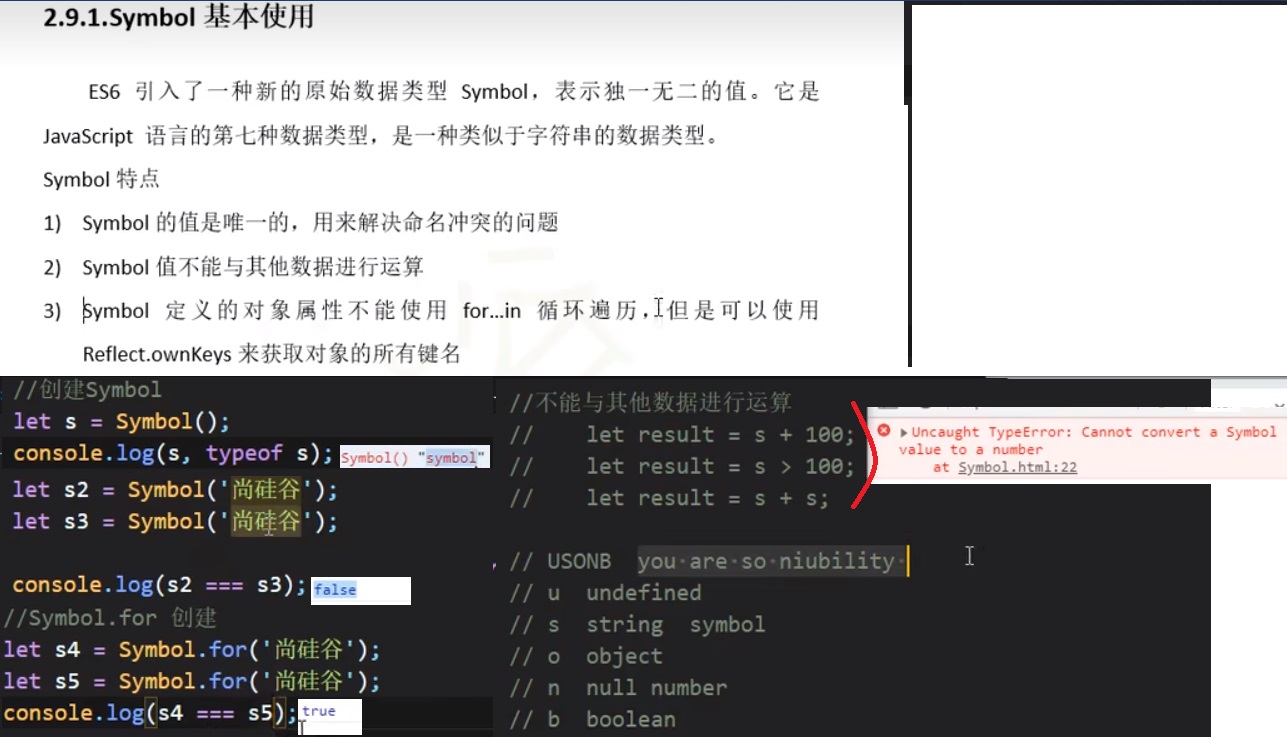 2.9.1.Symbol 基本使用
ES6 引入了一种新的原始数据类型 Symbol，表示独一无二的值。它是
JavaScript 语言的第七种数据类型，是一种类似于字符串的数据类型。
Symbol 特点
1) Symbol 的值是唯一的，用来解决命名冲突的问题
2) Symbol 值不能与其他数据进行运算
3) Symbol 定义的对象属性不能使用 for…in 循环遍历，但是可以使用
Reflect.ownKeys 来获取对象的所有键名
//创建Symbol
let s = Symbol();
console.log(s, typeof s); Symbol() "symbol"
let s2 = Symbol('尚硅谷');
let s3 = Symbol('尚硅谷');
console.log(s2 === s3); false
//Symbol.for 创建
let s4 = Symbol.for('尚硅谷');
let s5 = Symbol.for('尚硅谷');
console.log(s4 === s5); true
//不能与其他数据进行运算
// let result = s + 100;
// let result = s > 100;
// let result = s + s;
Uncaught TypeError: Cannot convert a Symbol
value to a number
at Symbol.html:22
// USONB you are so niubility
// u undefined
// s string symbol
// o object
// n null number
// b boolean